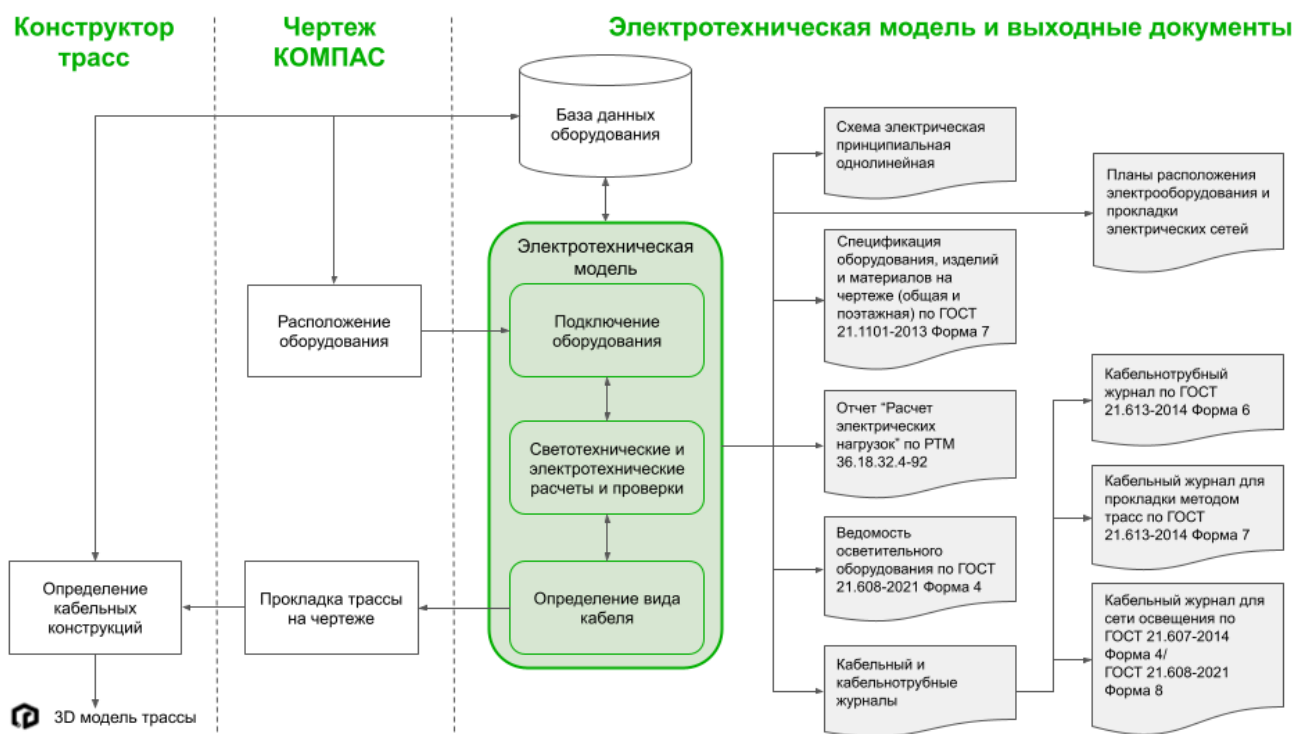 Конструктор
трасс
Чертеж
КОМПАС
Электротехническая модель и выходные документы
База данных
оборудования
Схема электрическая
принципиальная
однолинейная
Планы расположения
электрооборудования и
прокладки
электрических сетей
Электротехническая
модель
Спецификация
оборудования, изделий
и материалов на
чертеже (общая и
поэтажная) по ГОСТ
21.1101-2013 Форма 7
Расположение
оборудования
Подключение
оборудования
Кабельнотрубный
журнал по ГОСТ
21.613-2014 Форма 6
Отчет “Расчет
электрических
нагрузок” по РТМ
36.18.32.4-92
Светотехнические и
электротехнические
расчеты и проверки
Кабельный журнал для
прокладки методом
трасс по ГОСТ
21.613-2014 Форма 7
Ведомость
осветительного
оборудования по ГОСТ
21.608-2021 Форма 4
Определение
кабельных
конструкций
Прокладка трассы
на чертеже
Определение вида
кабеля
Кабельный журнал для
сети освещения по
ГОСТ 21.607-2014
Форма 4/
ГОСТ 21.608-2021
Форма 8
Кабельный и
кабельнотрубные
журналы
3D модель трассы